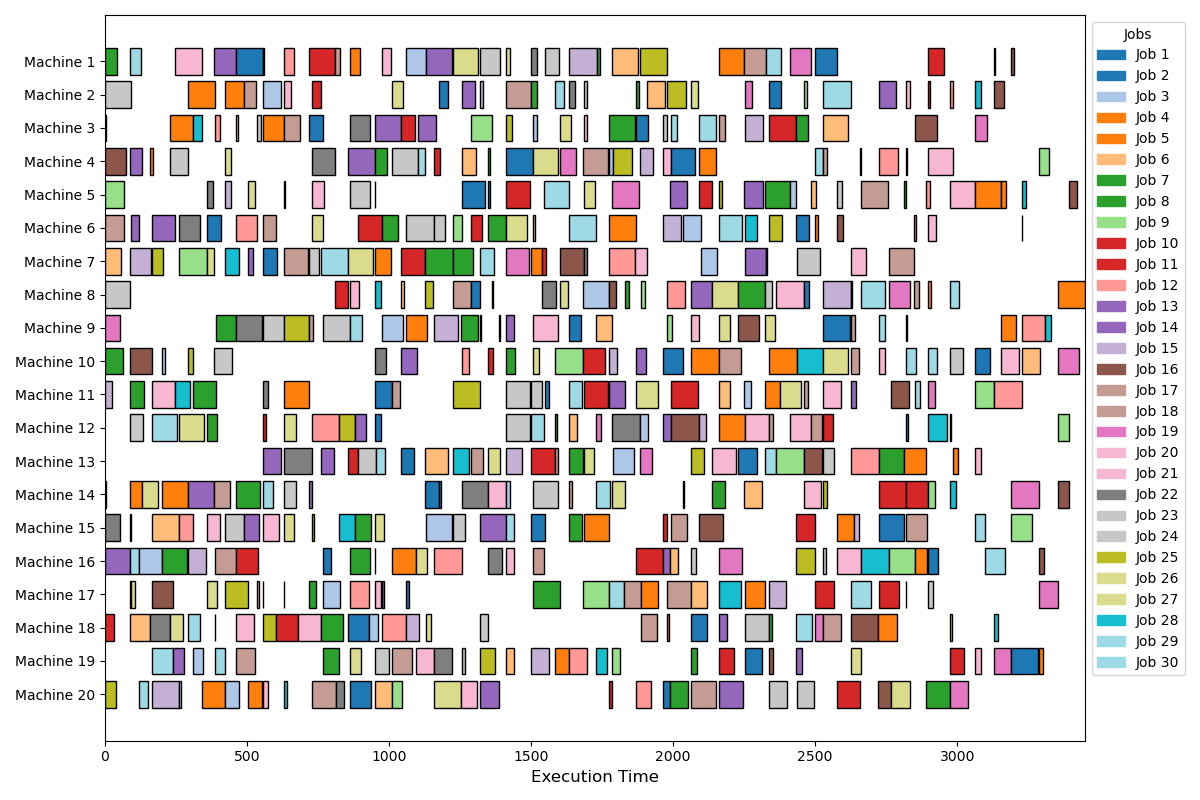 Machine 1
Machine 2
Machine 3
Machine 4
Machine 5
Machine 6
Machine 7
Machine 8
Machine 9
Machine 10
Machine 11
Machine 12
Machine 13
Machine 14
Machine 15
Machine 16
Machine 17
Machine 18
Machine 19
Machine 20
0 500 1000 1500 2000 2500 3000
Execution Time
Jobs
Job 1
Job 2
Job 3
Job 4
Job 5
Job 6
Job 7
Job 8
Job 9
Job 10
Job 11
Job 12
Job 13
Job 14
Job 15
Job 16
Job 17
Job 18
Job 19
Job 20
Job 21
Job 22
Job 23
Job 24
Job 25
Job 26
Job 27
Job 28
Job 29
Job 30